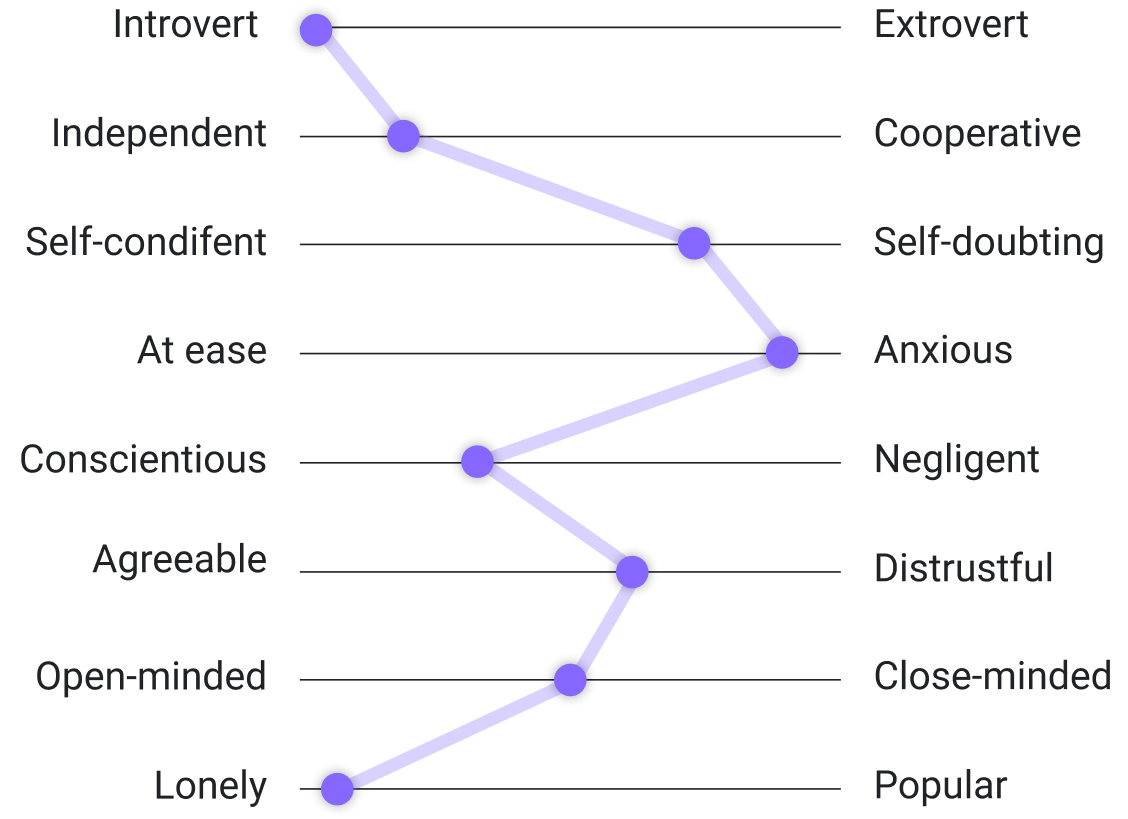 Introvert Extrovert
Independent Cooperative
Self-condifent Self-doubting
At ease Anxious
Conscientious Negligent
Agreeable Distrustful
Open-minded Close-minded
Lonely Popular